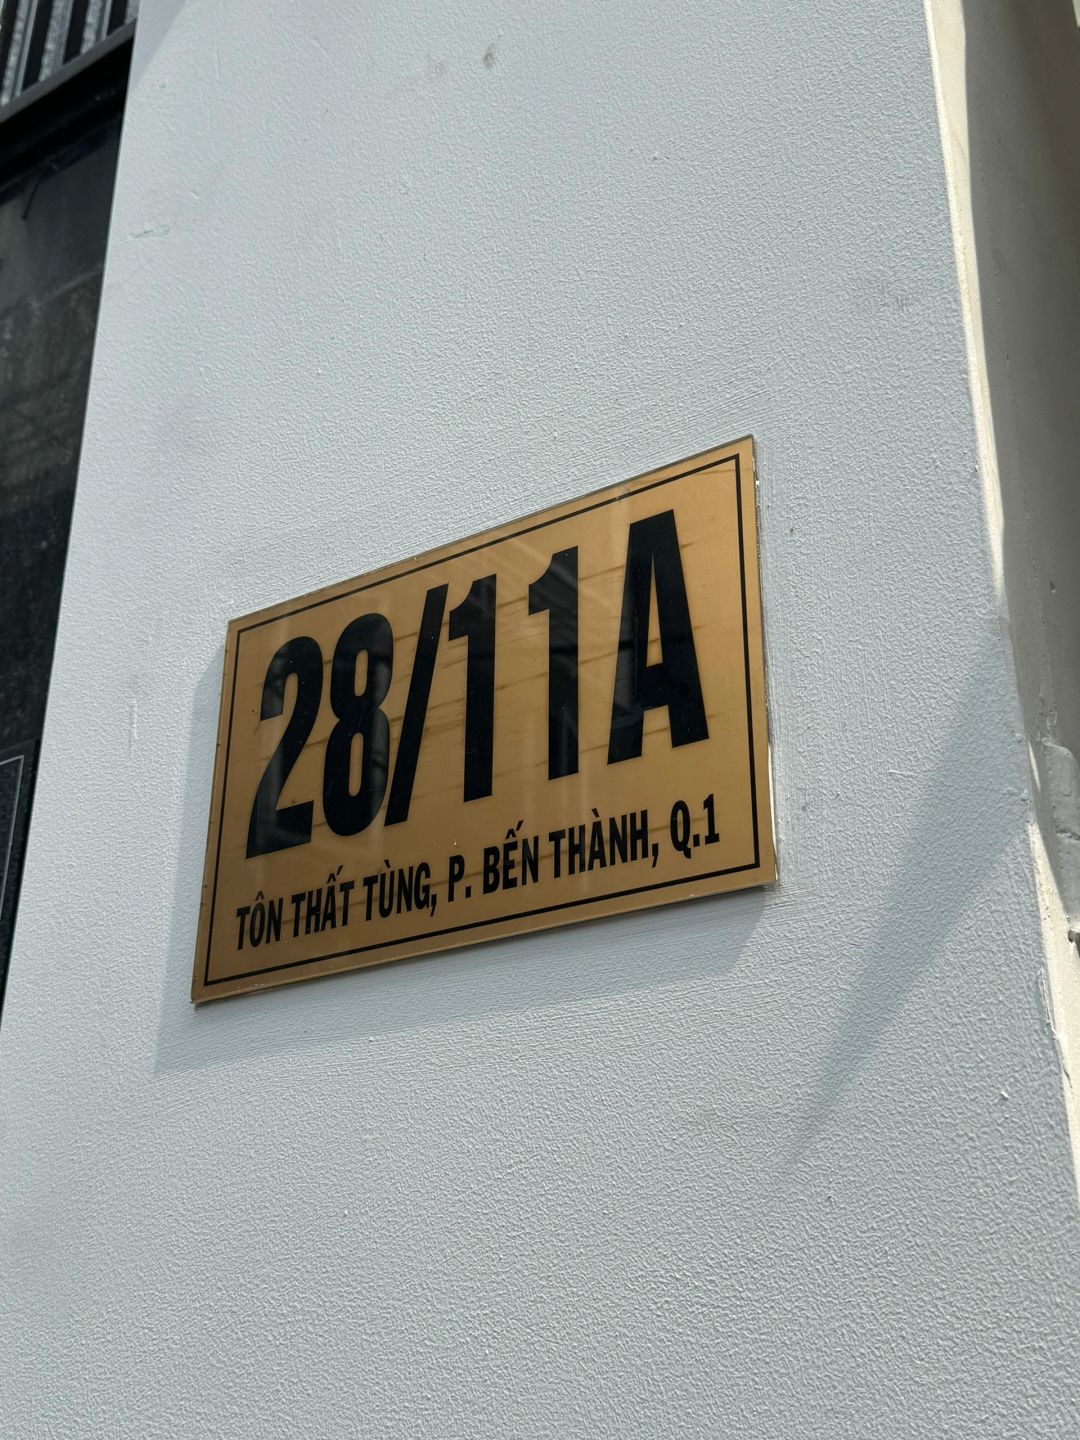 28/11A
TÔN THẤT TÙNG, P. BẾN THÀNH, Q.1